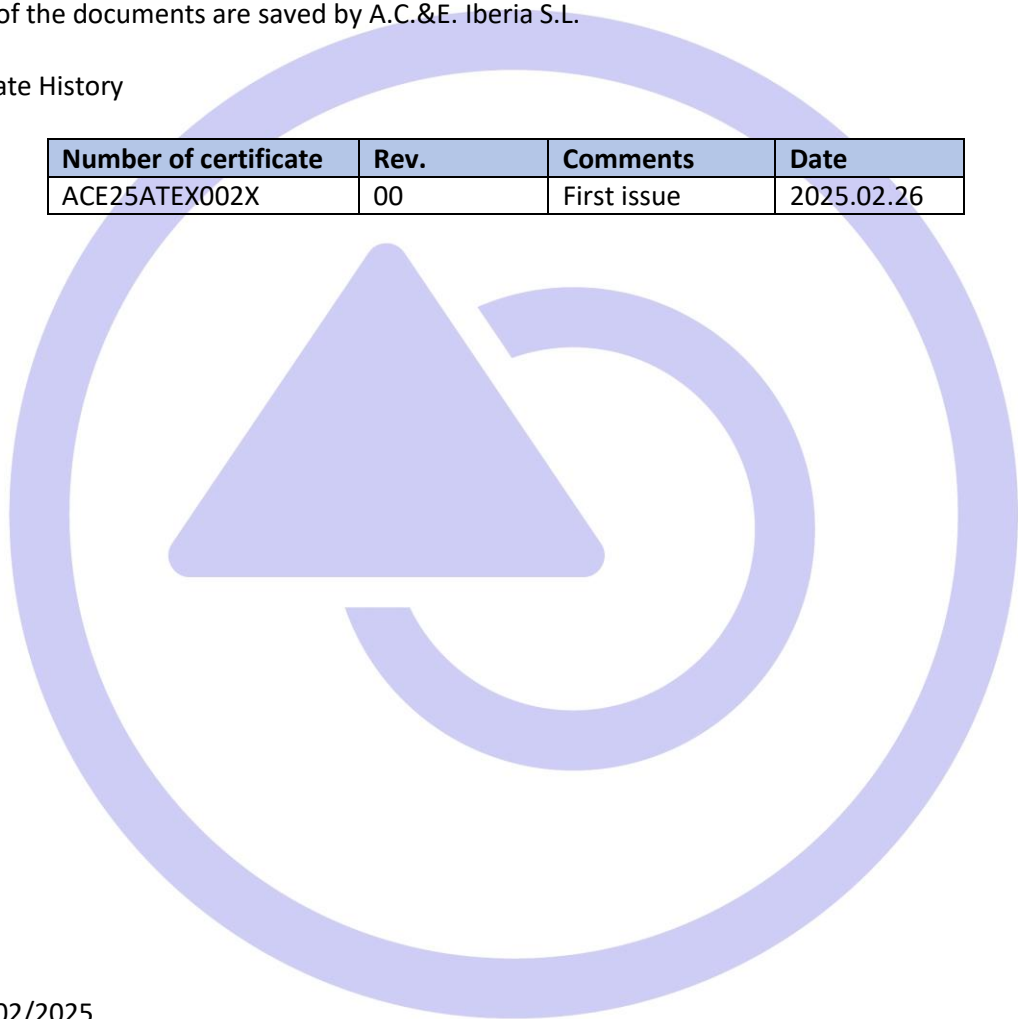 of the documents are saved by A.C.&E. Iberia S.L.
ate History
Number of certificate Rev. Comments Date
ACE25ATEX002X 00 First issue 2025.02.26
02/2025